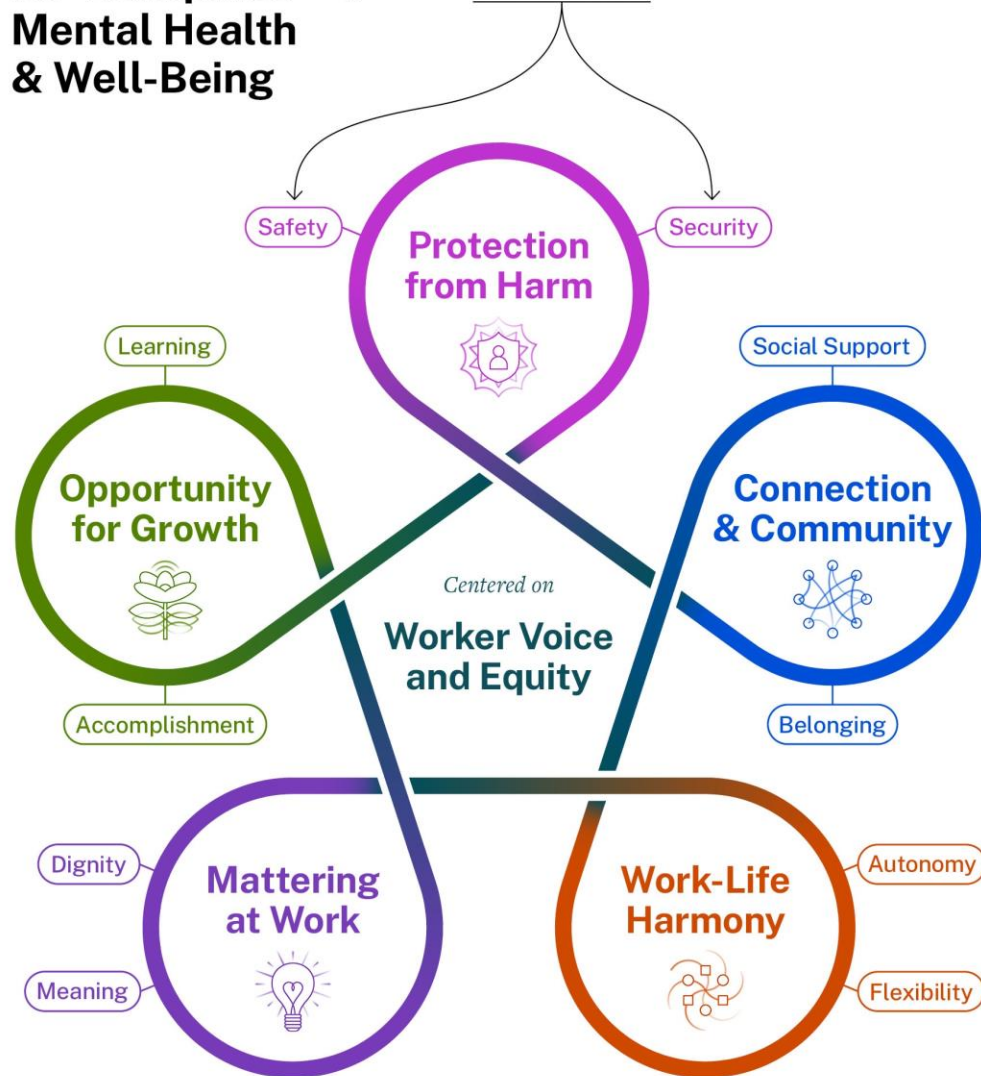 Mental Health
& Well-Being
Safety
Security
Protection
from Harm
Learning
Social Support
Opportunity
for Growth
Connection
& Community
Centered on
Worker Voice
and Equity
Accomplishment
Belonging
Dignity
Autonomy
Mattering
at Work
Work-Life
Harmony
Meaning
Flexibility